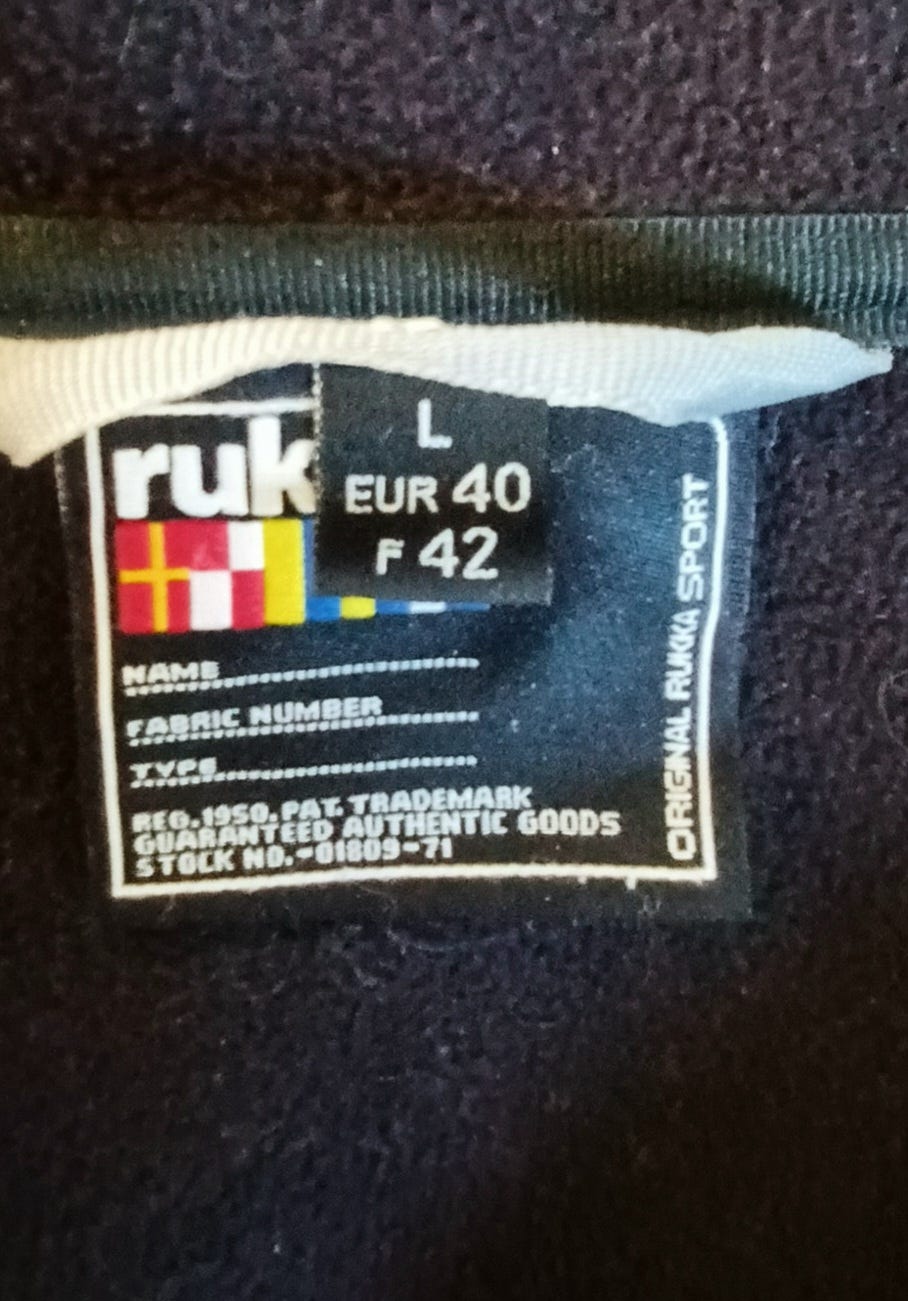 ruk
L
EUR 40
F 42
NAME
FABRIC NUMBER
TYPE
REG.1950.PAT. TRADEMARK
GUARANTEED AUTHENTIC GOODS
STOCK NO.-01809-71
ORIGINAL RUKKA SPORT